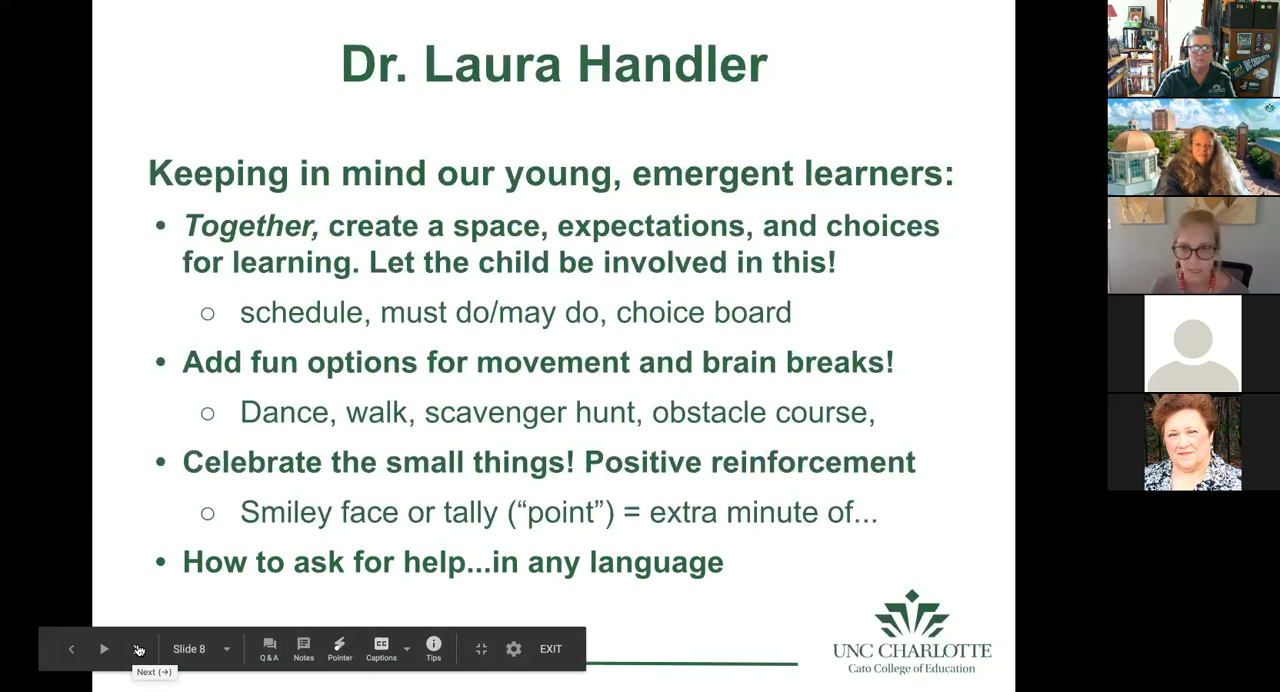 Dr. Laura Handler
Keeping in mind our young, emergent learners:
• Together, create a space, expectations, and choices
for learning. Let the child be involved in this!
○ schedule, must do/may do, choice board
• Add fun options for movement and brain breaks!
○ Dance, walk, scavenger hunt, obstacle course,
• Celebrate the small things! Positive reinforcement
○ Smiley face or tally (“point”) = extra minute of...
• How to ask for help...in any language
Slide 8
Q & A
Notes
Pointer
Captions
Tips
EXIT
Next (→)
UNC CHARLOTTE
Cato College of Education